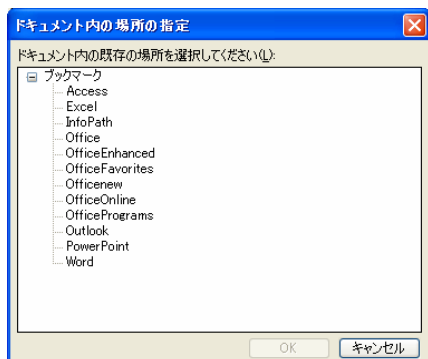 ドキュメント内の場所の指定
ドキュメント内の既存の場所を選択してください(L):
ブックマーク
Access
Excel
InfoPath
Office
OfficeEnhanced
OfficeFavorites
Officenew
OfficeOnline
OfficePrograms
Outlook
PowerPoint
Word
OK
キャンセル